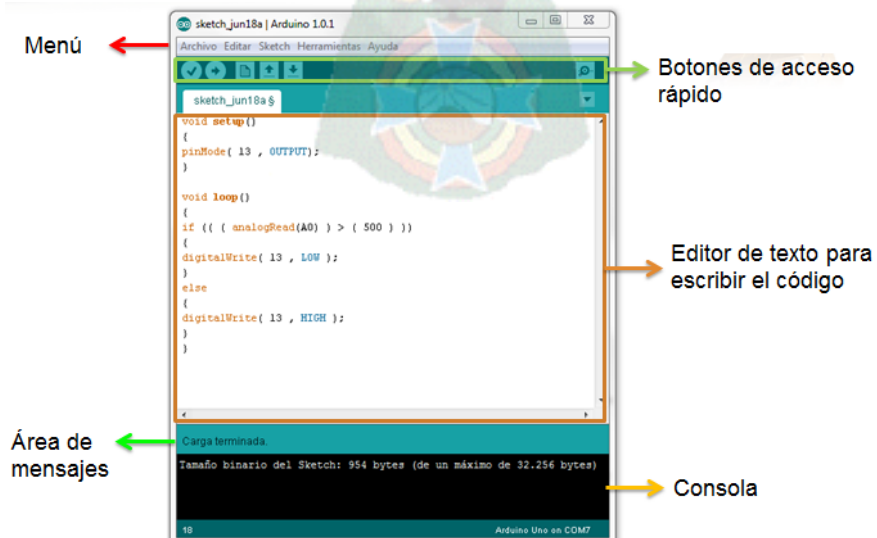 sketch_jun18a | Arduino 1.0.1
Menú
Archivo Editar Sketch Herramientas Ayuda
Botones de acceso
rápido
sketch_jun18a §
void setup()
{
pinMode( 13 , OUTPUT);
}
void loop()
{
if (( ( analogRead(A0) ) > ( 500 ) ))
{
digitalWrite( 13 , LOW );
}
else
{
digitalWrite( 13 , HIGH );
}
}
Editor de texto para
escribir el código
Área de
mensajes
Carga terminada.
Tamaño binario del Sketch: 954 bytes (de un máximo de 32.256 bytes)
Consola
18
Arduino Uno on COM7